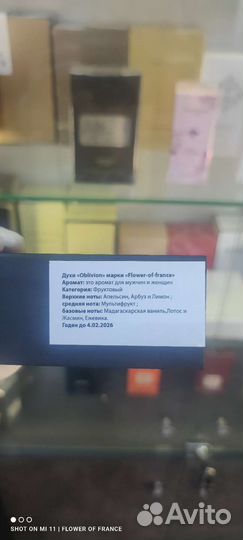 Духи «Oblivion» марки «Flower-of-france»
Аромат: это аромат для мужчин и женщин
Категория: Фруктовый
Верхние ноты: Апельсин, Арбуз и Лимон ;
средняя нота: Мультифрукт ;
базовые ноты: Мадагаскарская ваниль,Лотос и
Жасмин, Ежевика.
Годен до 4.02.2026
SHOT ON MI 11 | FLOWER OF FRANCE
Avito